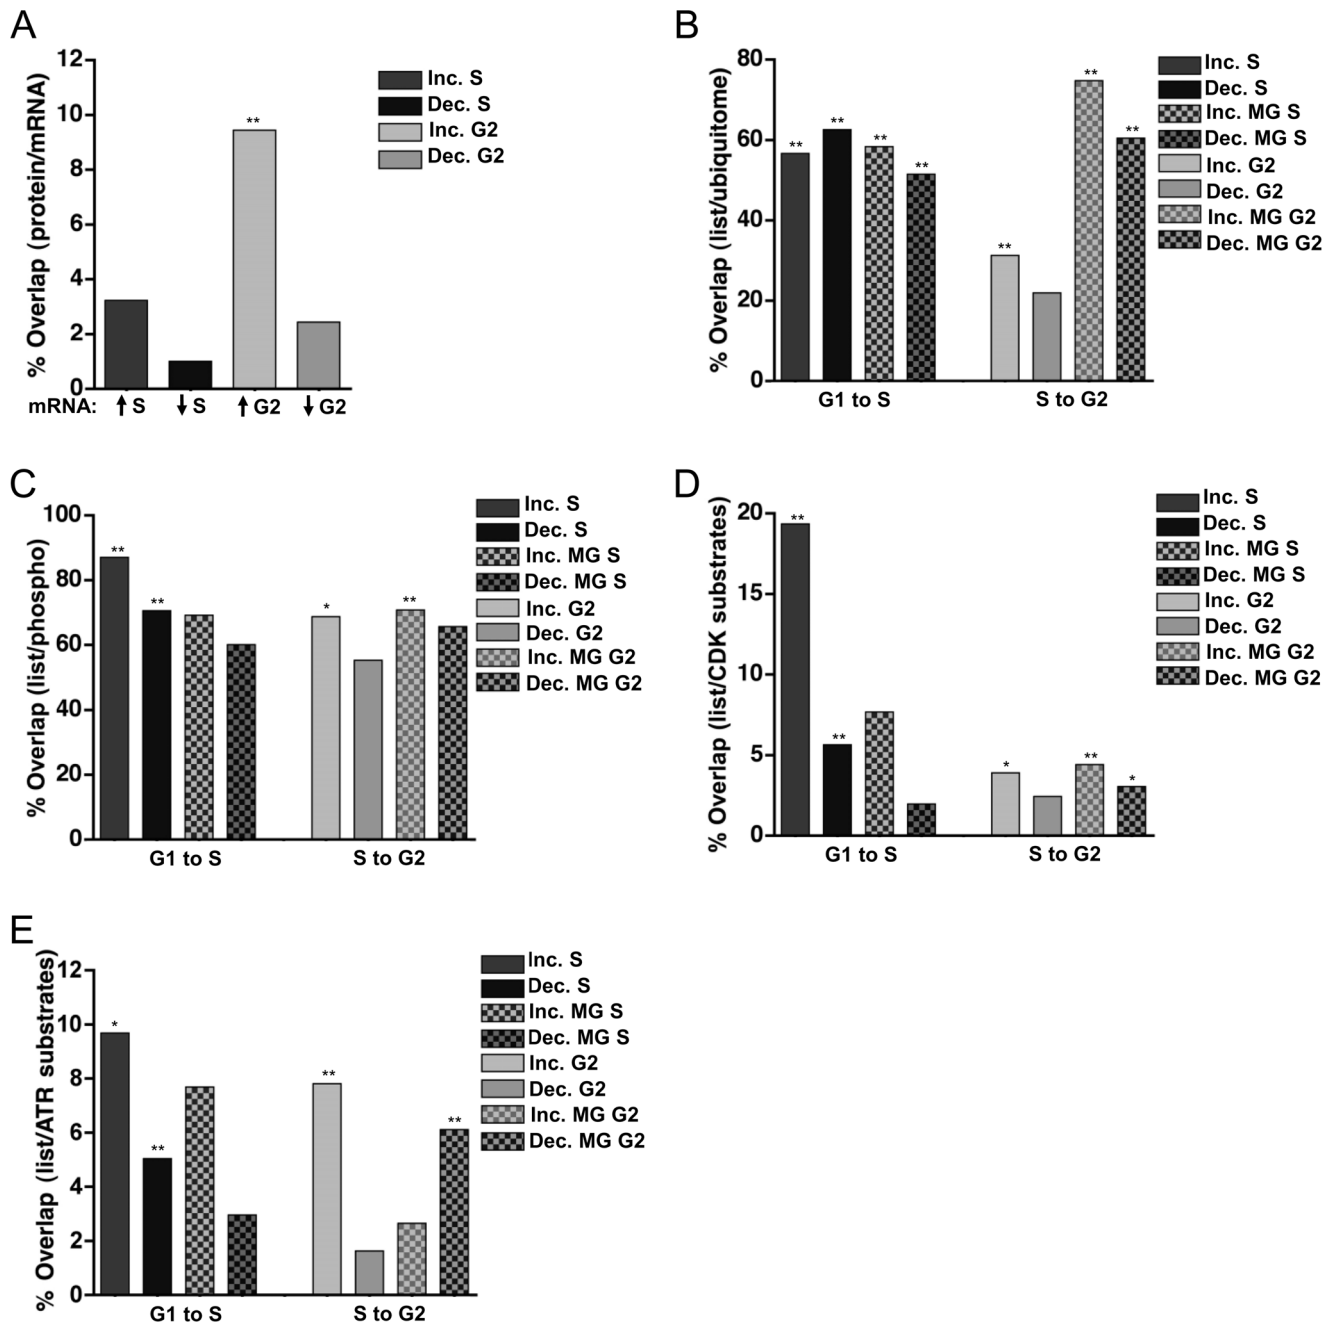 A
% Overlap (protein/mRNA)
12
10
8
6
4
2
0
mRNA: ↑ S ↓ S ↑ G2 ↓ G2
**
Inc. S
Dec. S
Inc. G2
Dec. G2
B
% Overlap (list/ubiquitome)
80
60
40
20
0
** ** ** ** ** ** **
G1 to S S to G2
Inc. S
Dec. S
Inc. MG S
Dec. MG S
Inc. G2
Dec. G2
Inc. MG G2
Dec. MG G2
C
% Overlap (list/phospho)
100
80
60
40
20
0
** ** * **
G1 to S S to G2
Inc. S
Dec. S
Inc. MG S
Dec. MG S
Inc. G2
Dec. G2
Inc. MG G2
Dec. MG G2
D
% Overlap (list/CDK substrates)
20
15
10
5
0
** ** * ** *
G1 to S S to G2
Inc. S
Dec. S
Inc. MG S
Dec. MG S
Inc. G2
Dec. G2
Inc. MG G2
Dec. MG G2
E
% Overlap (list/ATR substrates)
12
10
8
6
4
2
0
* ** ** **
G1 to S S to G2
Inc. S
Dec. S
Inc. MG S
Dec. MG S
Inc. G2
Dec. G2
Inc. MG G2
Dec. MG G2